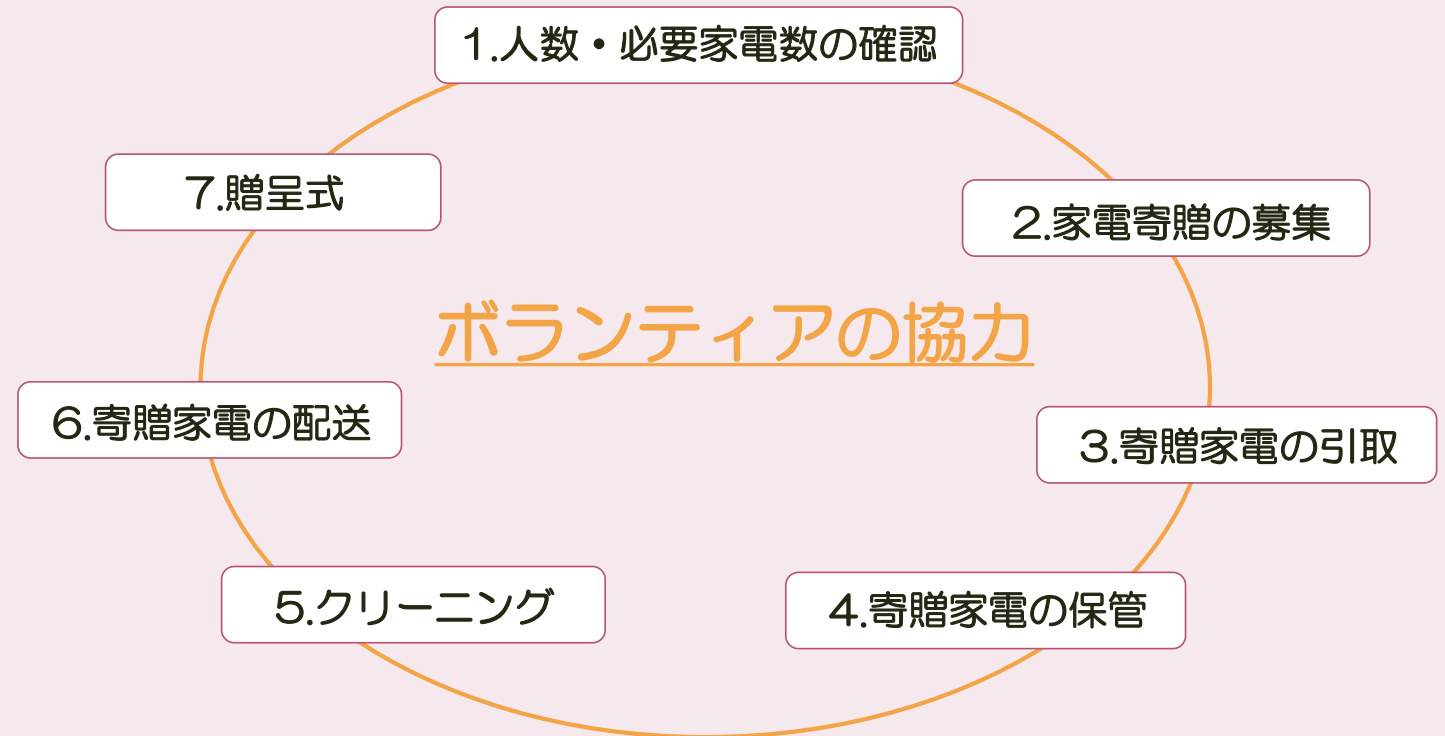 1.人数・必要家電数の確認
2.家電寄贈の募集
3.寄贈家電の引取
4.寄贈家電の保管
5.クリーニング
6.寄贈家電の配送
7.贈呈式
ボランティアの協力